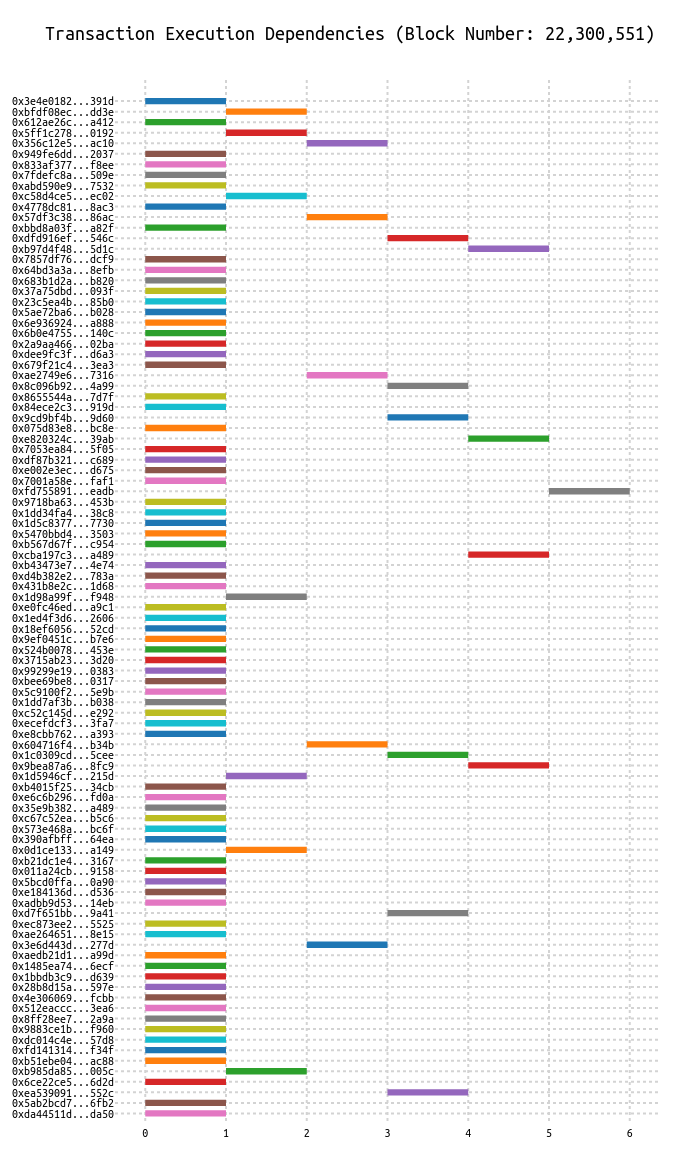 Transaction Execution Dependencies (Block Number: 22,300,551)
0x3e4e0182...391d
0xbfdf08ec...dd3e
0x612ae26c...a412
0x5ff1c278...0192
0x356c12e5...ac10
0x949fe6dd...2037
0x833af377...f8ee
0x7fdefc8a...509e
0xabd590e9...7532
0xc58d4ce5...ec02
0x4778dc81...8ac3
0x57df3c38...86ac
0xbbd8a03f...a82f
0xdfd916ef...546c
0xb97d4f48...5d1c
0x7857df76...dcf9
0x64bd3a3a...8efb
0x683b1d2a...b820
0x37a75dbd...093f
0x23c5ea4b...85b0
0x5ae72ba6...b028
0x6e936924...a888
0x6b0e4755...140c
0x2a9aa466...02ba
0xdee9fc3f...d6a3
0x679f21c4...3ea3
0xae2749e6...7316
0x8c096b92...4a99
0x8655544a...7d7f
0x84ece2c3...919d
0x9cd9bf4b...9d60
0x075d83e8...bc8e
0xe820324c...39ab
0x7053ea84...5f05
0xdf87b321...c689
0xe002e3ec...d675
0x7001a58e...faf1
0xfd755891...eadb
0x9718ba63...453b
0x1dd34fa4...38c8
0x1d5c8377...7730
0x5470bbd4...3503
0xb567d67f...c954
0xcba197c3...a489
0xb43473e7...4e74
0xd4b382e2...783a
0x431b8e2c...1d68
0x1d98a99f...f948
0xe0fc46ed...a9c1
0x1ed4f3d6...2606
0x18ef6056...52cd
0x9ef0451c...b7e6
0x524b0078...453e
0x3715ab23...3d20
0x99299e19...0383
0xbee69be8...0317
0x5c9100f2...5e9b
0x1dd7af3b...b038
0xc52c145d...e292
0xecefdcf3...3fa7
0xe8cbb762...a393
0x604716f4...b34b
0x1c0309cd...5cee
0x9bea87a6...8fc9
0x1d5946cf...215d
0xb4015f25...34cb
0xe6c6b296...fd0a
0x35e9b382...a489
0xc67c52ea...b5c6
0x573e468a...bc6f
0x390afbff...64ea
0x0d1ce133...a149
0xb21dc1e4...3167
0x011a24cb...9158
0x5bcd0ffa...0a90
0xe184136d...d536
0xadbb9d53...14eb
0xd7f651bb...9a41
0xec873ee2...5525
0xae264651...8e15
0x3e6d443d...277d
0xaedb21d1...a99d
0x1485ea74...6ecf
0x1bbdb3c9...d639
0x28b8d15a...597e
0x4e306069...fcbb
0x512eaccc...3ea6
0x8ff28ee7...2a9a
0x9883ce1b...f960
0xdc014c4e...57d8
0xfd141314...f34f
0xb51ebe04...ac88
0xb985da85...005c
0x6ce22ce5...6d2d
0xea539091...552c
0x5ab2bcd7...6fb2
0xda44511d...da50
0 1 2 3 4 5 6